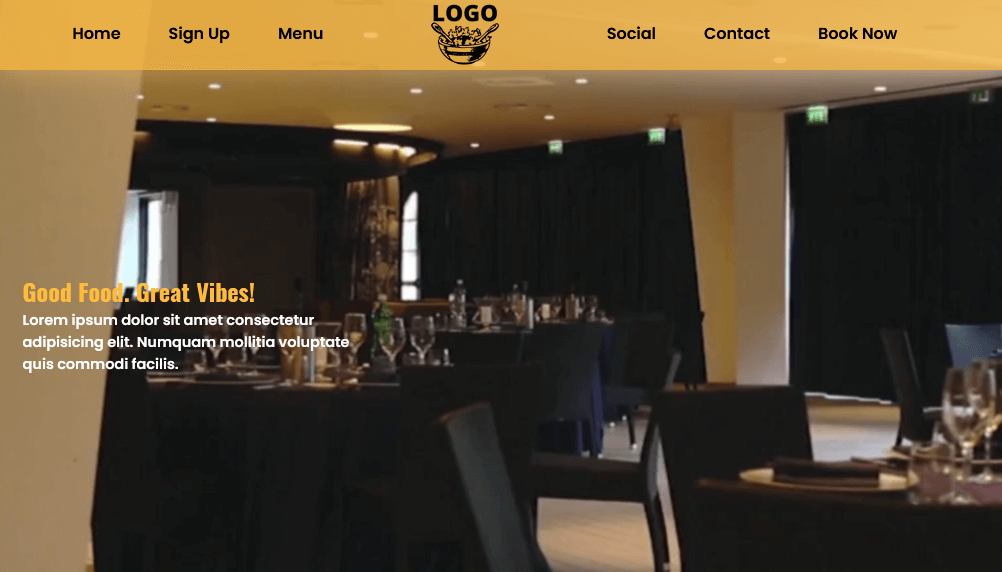 Home Sign Up Menu LOGO Social Contact Book Now
Good Food. Great Vibes!
Lorem ipsum dolor sit amet consectetur
adipisicing elit. Numquam mollitia voluptate
quis commodi facilis.